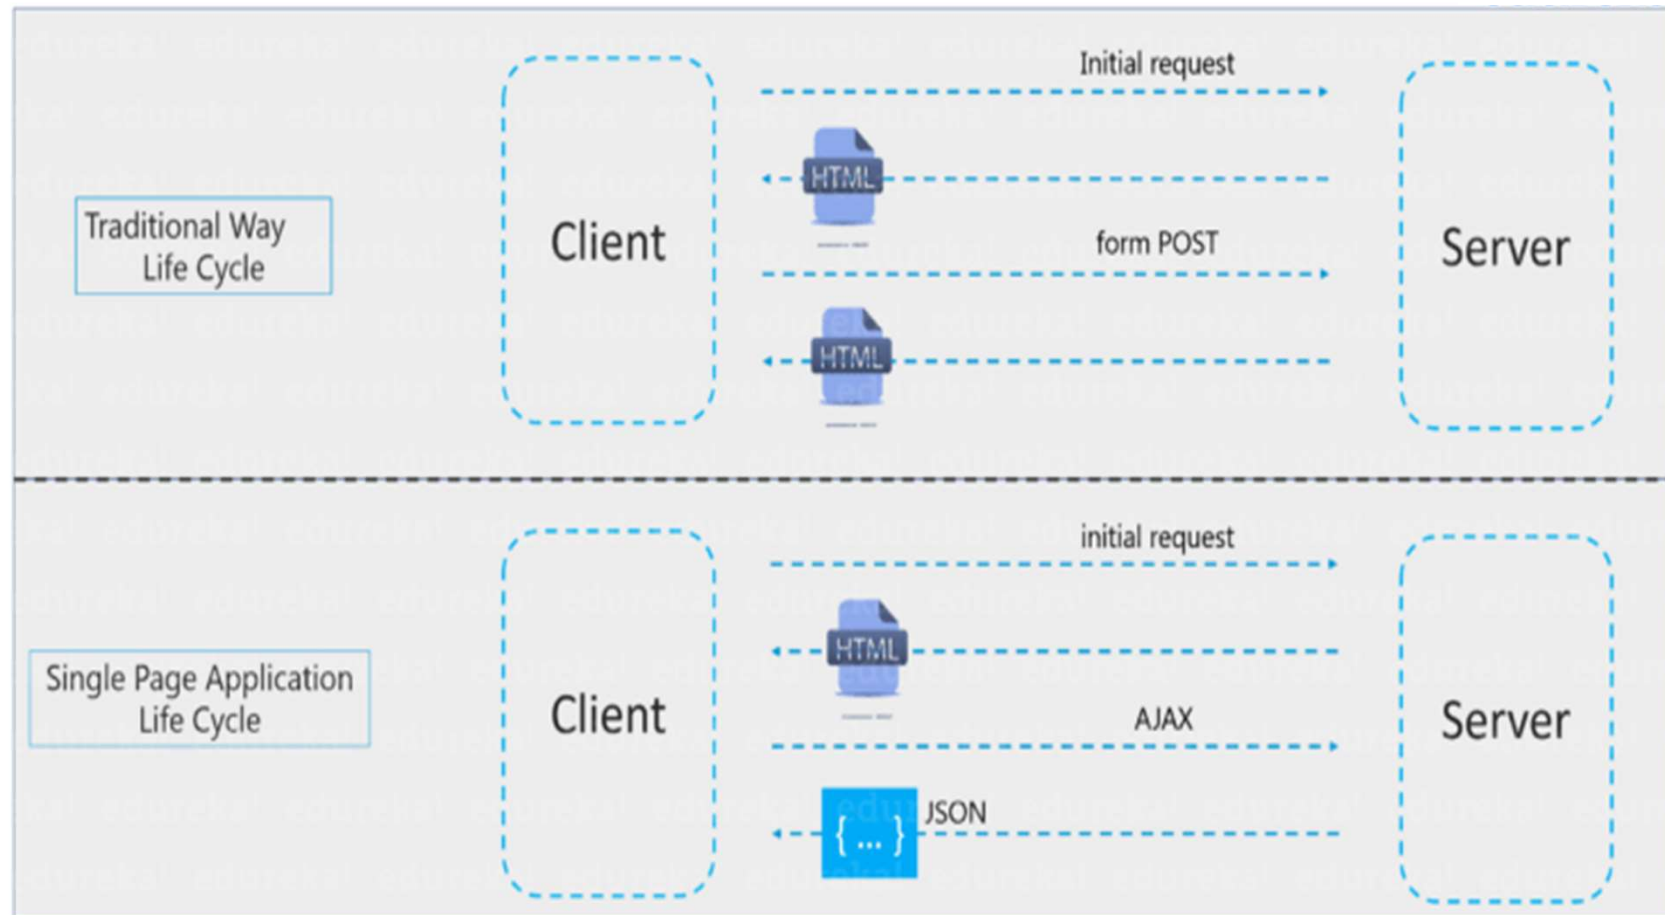 Initial request
HTML
Traditional Way
Life Cycle
Client
form POST
Server
HTML
initial request
HTML
Single Page Application
Life Cycle
Client
AJAX
Server
JSON
{ ... }
edureka!